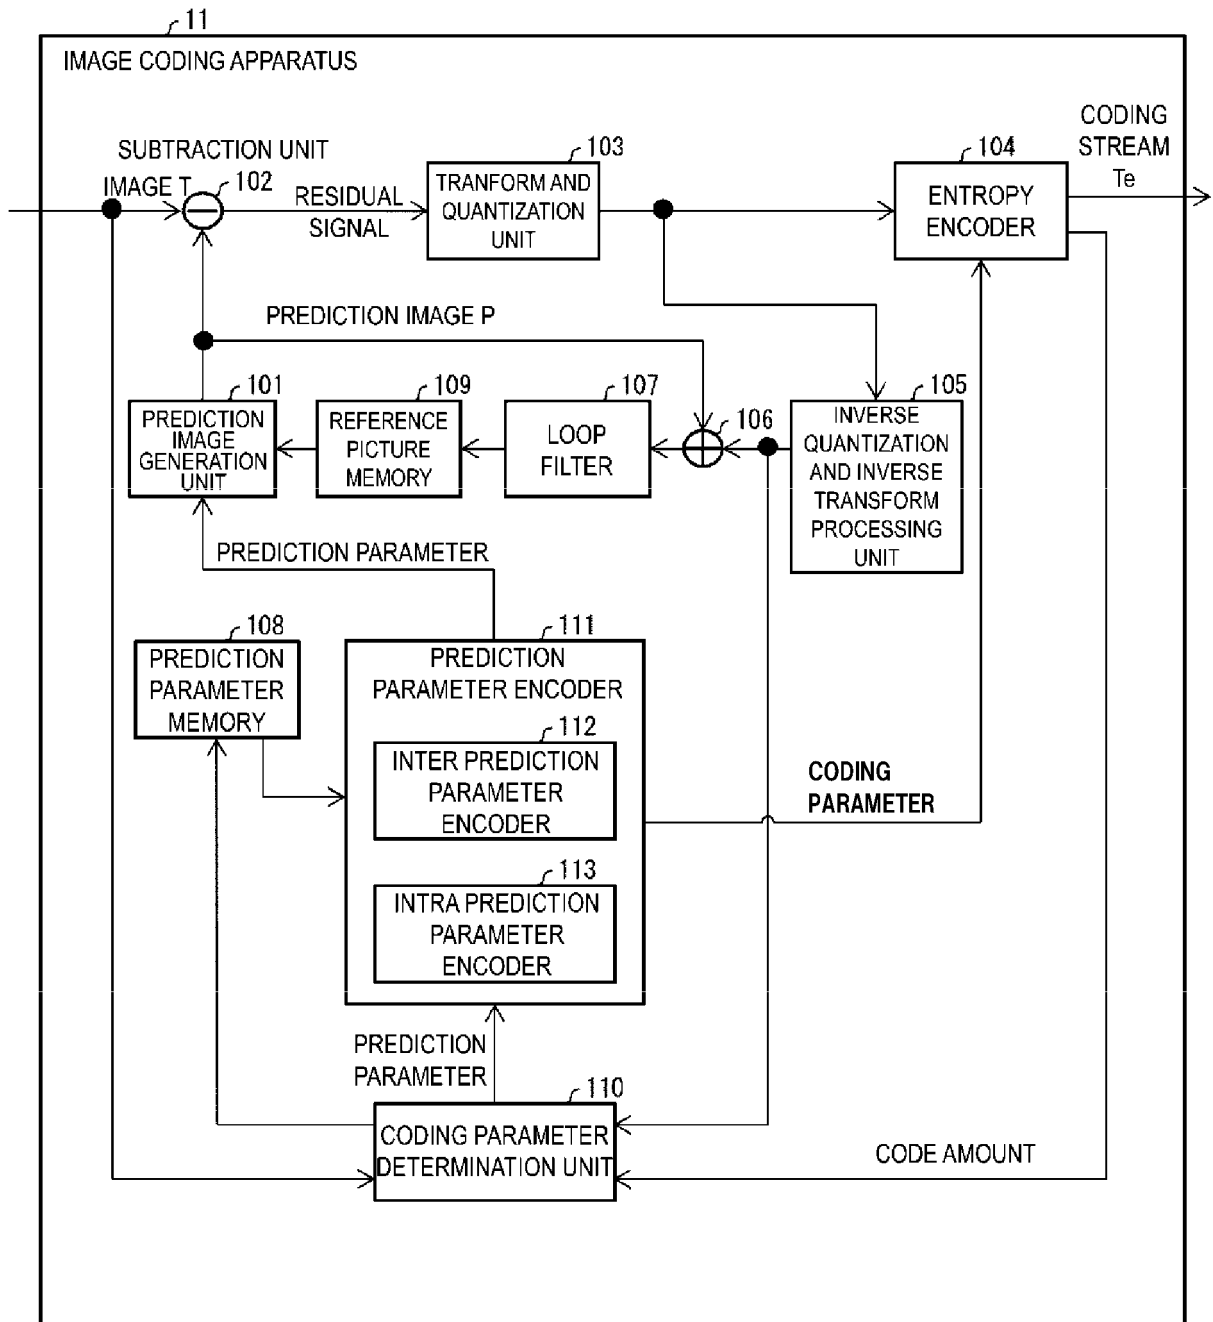 11
IMAGE CODING APPARATUS
CODING
STREAM
Te
SUBTRACTION UNIT
IMAGE T
102
RESIDUAL
SIGNAL
103
TRANFORM AND
QUANTIZATION
UNIT
104
ENTROPY
ENCODER
PREDICTION IMAGE P
101
PREDICTION
IMAGE
GENERATION
UNIT
109
REFERENCE
PICTURE
MEMORY
107
LOOP
FILTER
106
105
INVERSE
QUANTIZATION
AND INVERSE
TRANSFORM
PROCESSING
UNIT
PREDICTION PARAMETER
108
PREDICTION
PARAMETER
MEMORY
111
PREDICTION
PARAMETER ENCODER
112
INTER PREDICTION
PARAMETER
ENCODER
CODING
PARAMETER
113
INTRA PREDICTION
PARAMETER
ENCODER
PREDICTION
PARAMETER
110
CODING PARAMETER
DETERMINATION UNIT
CODE AMOUNT